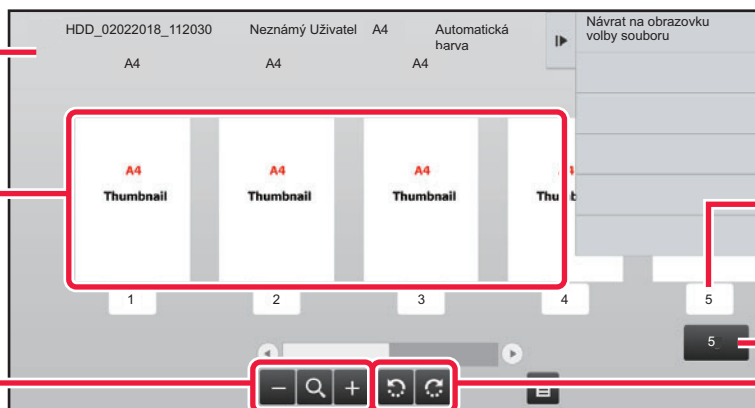 HDD_02022018_112030 Neznámý Uživatel A4 Automatická
barva
A4 A4 A4
Návrat na obrazovku
volby souboru
A4 A4 A4
Thumbnail Thumbnail Thumbnail
1 2 3 4 5
5